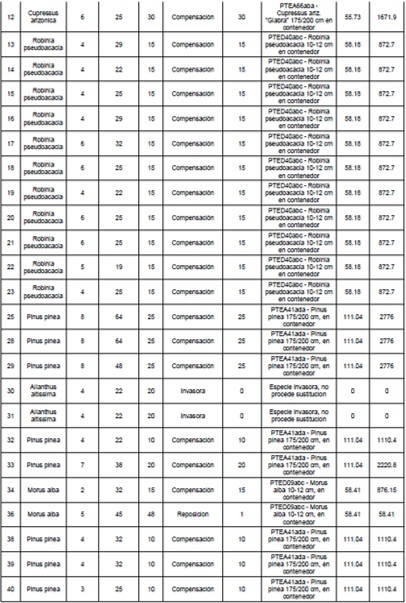 12 Cupressus arizonica 6 25 30 Compensación 30 PTEA66aba - Cupressus ariz. "Glabra" 175/200 cm en contenedor 55.73 1671.9
13 Robinia pseudoacacia 4 29 15 Compensación 15 PTED40abc - Robinia pseudoacacia 10-12 cm en contenedor 58.18 872.7
14 Robinia pseudoacacia 4 22 15 Compensación 15 PTED40abc - Robinia pseudoacacia 10-12 cm en contenedor 58.18 872.7
15 Robinia pseudoacacia 4 25 15 Compensación 15 PTED40abc - Robinia pseudoacacia 10-12 cm en contenedor 58.18 872.7
16 Robinia pseudoacacia 4 29 15 Compensación 15 PTED40abc - Robinia pseudoacacia 10-12 cm en contenedor 58.18 872.7
17 Robinia pseudoacacia 6 32 15 Compensación 15 PTED40abc - Robinia pseudoacacia 10-12 cm en contenedor 58.18 872.7
18 Robinia pseudoacacia 6 25 15 Compensación 15 PTED40abc - Robinia pseudoacacia 10-12 cm en contenedor 58.18 872.7
19 Robinia pseudoacacia 4 22 15 Compensación 15 PTED40abc - Robinia pseudoacacia 10-12 cm en contenedor 58.18 872.7
20 Robinia pseudoacacia 6 25 15 Compensación 15 PTED40abc - Robinia pseudoacacia 10-12 cm en contenedor 58.18 872.7
21 Robinia pseudoacacia 6 25 15 Compensación 15 PTED40abc - Robinia pseudoacacia 10-12 cm en contenedor 58.18 872.7
22 Robinia pseudoacacia 5 19 15 Compensación 15 PTED40abc - Robinia pseudoacacia 10-12 cm en contenedor 58.18 872.7
23 Robinia pseudoacacia 4 25 15 Compensación 15 PTED40abc - Robinia pseudoacacia 10-12 cm en contenedor 58.18 872.7
25 Pinus pinea 8 64 25 Compensación 25 PTEA41ada - Pinus pinea 175/200 cm, en contenedor 111.04 2776
28 Pinus pinea 8 64 25 Compensación 25 PTEA41ada - Pinus pinea 175/200 cm, en contenedor 111.04 2776
29 Pinus pinea 8 48 25 Compensación 25 PTEA41ada - Pinus pinea 175/200 cm, en contenedor 111.04 2776
30 Ailanthus altissima 4 22 20 Invasora 0 Especie invasora, no procede sustitucion 0 0
31 Ailanthus altissima 4 22 20 Invasora 0 Especie invasora, no procede sustitucion 0 0
32 Pinus pinea 4 22 10 Compensación 10 PTEA41ada - Pinus pinea 175/200 cm, en contenedor 111.04 1110.4
33 Pinus pinea 7 38 20 Compensación 20 PTEA41ada - Pinus pinea 175/200 cm, en contenedor 111.04 2220.8
34 Morus alba 2 32 15 Compensación 15 PTED09abc - Morus alba 10-12 cm, en contenedor 58.41 876.15
36 Morus alba 5 45 48 Reposicion 1 PTED09abc - Morus alba 10-12 cm, en contenedor 58.41 58.41
38 Pinus pinea 4 32 10 Compensación 10 PTEA41ada - Pinus pinea 175/200 cm, en contenedor 111.04 1110.4
39 Pinus pinea 4 32 10 Compensación 10 PTEA41ada - Pinus pinea 175/200 cm, en contenedor 111.04 1110.4
40 Pinus pinea 3 25 10 Compensación 10 PTEA41ada - Pinus pinea 175/200 cm, en contenedor 111.04 1110.4